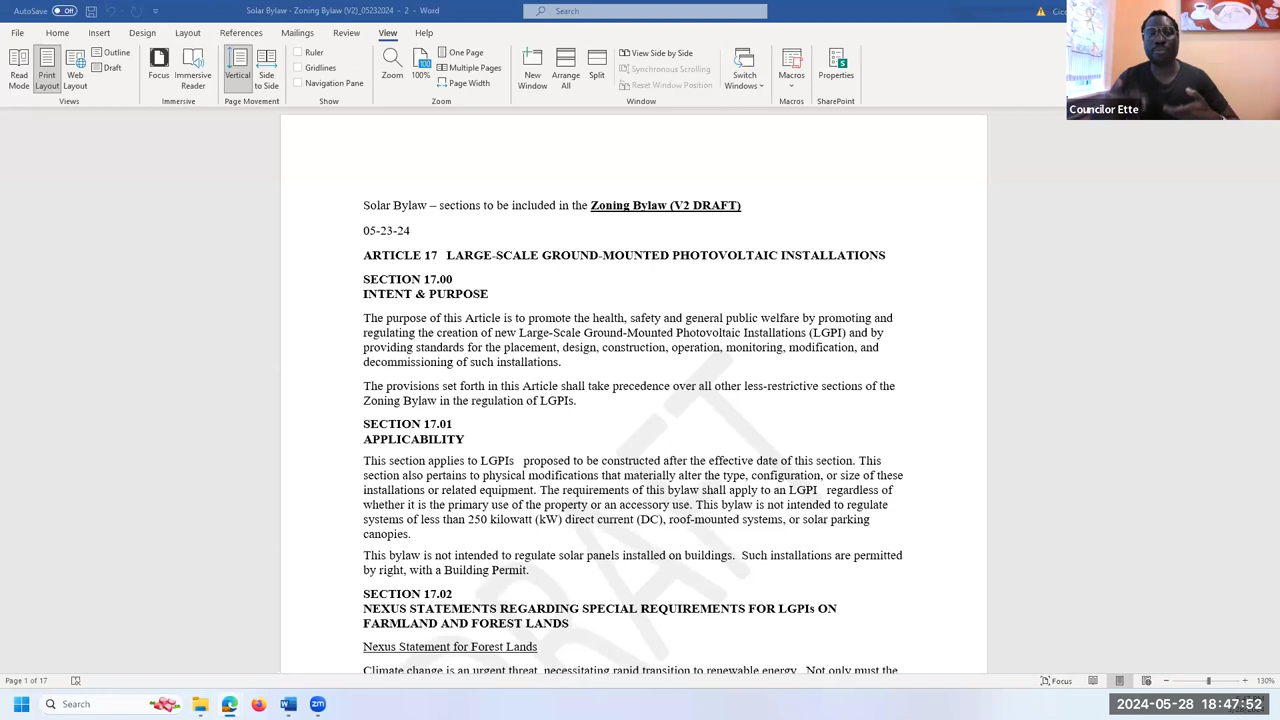 AutoSave Off Solar Bylaw - Zoning Bylaw (V2)_05232024 - 2 - Word Search
File Home Insert Design Layout References Mailings Review View Help
Read Mode
Print Layout
Web Layout
Outline
Draft
Views
Focus
Immersive Reader
Immersive
Vertical
Side to Side
Page Movement
Ruler
Gridlines
Navigation Pane
Show
Zoom
100%
One Page
Multiple Pages
Page Width
Zoom
New Window
Arrange All
Split
View Side by Side
Synchronous Scrolling
Reset Window Position
Switch Windows
Window
Macros
Macros
Properties
SharePoint
Councilor Ette
Solar Bylaw – sections to be included in the Zoning Bylaw (V2 DRAFT)
05-23-24
ARTICLE 17 LARGE-SCALE GROUND-MOUNTED PHOTOVOLTAIC INSTALLATIONS
SECTION 17.00
INTENT & PURPOSE
The purpose of this Article is to promote the health, safety and general public welfare by promoting and
regulating the creation of new Large-Scale Ground-Mounted Photovoltaic Installations (LGPI) and by
providing standards for the placement, design, construction, operation, monitoring, modification, and
decommissioning of such installations.
The provisions set forth in this Article shall take precedence over all other less-restrictive sections of the
Zoning Bylaw in the regulation of LGPIs.
SECTION 17.01
APPLICABILITY
This section applies to LGPIs proposed to be constructed after the effective date of this section. This
section also pertains to physical modifications that materially alter the type, configuration, or size of these
installations or related equipment. The requirements of this bylaw shall apply to an LGPI regardless of
whether it is the primary use of the property or an accessory use. This bylaw is not intended to regulate
systems of less than 250 kilowatt (kW) direct current (DC), roof-mounted systems, or solar parking
canopies.
This bylaw is not intended to regulate solar panels installed on buildings. Such installations are permitted
by right, with a Building Permit.
SECTION 17.02
NEXUS STATEMENTS REGARDING SPECIAL REQUIREMENTS FOR LGPIs ON
FARMLAND AND FOREST LANDS
Nexus Statement for Forest Lands
Climate change is an urgent threat, necessitating rapid transition to renewable energy. Not only must the
DRAFT
Page 1 of 17 Focus 130%
Search 2024-05-28 18:47:52